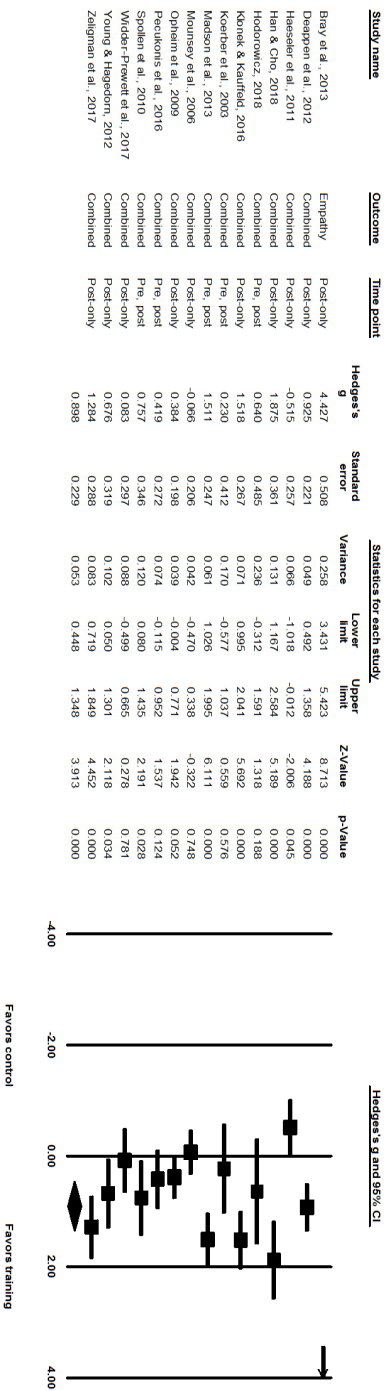 Study name Outcome Time point Statistics for each study Hedges's g and 95% CI
Hedges's g Standard error Variance Lower limit Upper limit Z-Value p-Value
Bray et al., 2013 Empathy Post-only 4.427 0.508 0.258 3.431 5.423 8.713 0.000
Deappen et al., 2012 Combined Post-only 0.925 0.221 0.049 0.492 1.358 4.188 0.000
Haeseler et al., 2011 Combined Post-only -0.515 0.257 0.066 -1.018 -0.012 -2.006 0.045
Han & Cho, 2018 Combined Post-only 1.875 0.361 0.131 1.167 2.584 5.189 0.000
Hodorowicz, 2018 Combined Pre, post 0.640 0.485 0.236 -0.312 1.591 1.318 0.188
Klonek & Kauffeld, 2016 Combined Post-only 1.518 0.267 0.071 0.995 2.041 5.692 0.000
Koerber et al., 2003 Combined Pre, post 0.230 0.412 0.170 -0.577 1.037 0.559 0.576
Madson et al., 2013 Combined Pre, post 1.511 0.247 0.061 1.026 1.995 6.111 0.000
Mounsey et al., 2006 Combined Post-only -0.066 0.206 0.042 -0.470 0.338 -0.322 0.748
Opheim et al., 2009 Combined Post-only 0.384 0.198 0.039 -0.004 0.771 1.942 0.052
Pecukonis et al., 2016 Combined Pre, post 0.419 0.272 0.074 -0.115 0.952 1.537 0.124
Spollen et al., 2010 Combined Pre, post 0.757 0.346 0.120 0.080 1.435 2.191 0.028
Widder-Prewett et al., 2017 Combined Post-only 0.083 0.297 0.088 -0.499 0.665 0.278 0.781
Young & Hagedorn, 2012 Combined Post-only 0.676 0.319 0.102 0.050 1.301 2.118 0.034
Zeligman et al., 2017 Combined Post-only 1.284 0.288 0.083 0.719 1.849 4.452 0.000
0.898 0.229 0.053 0.448 1.348 3.913 0.000
-4.00 -2.00 0.00 2.00 4.00
Favors control Favors training